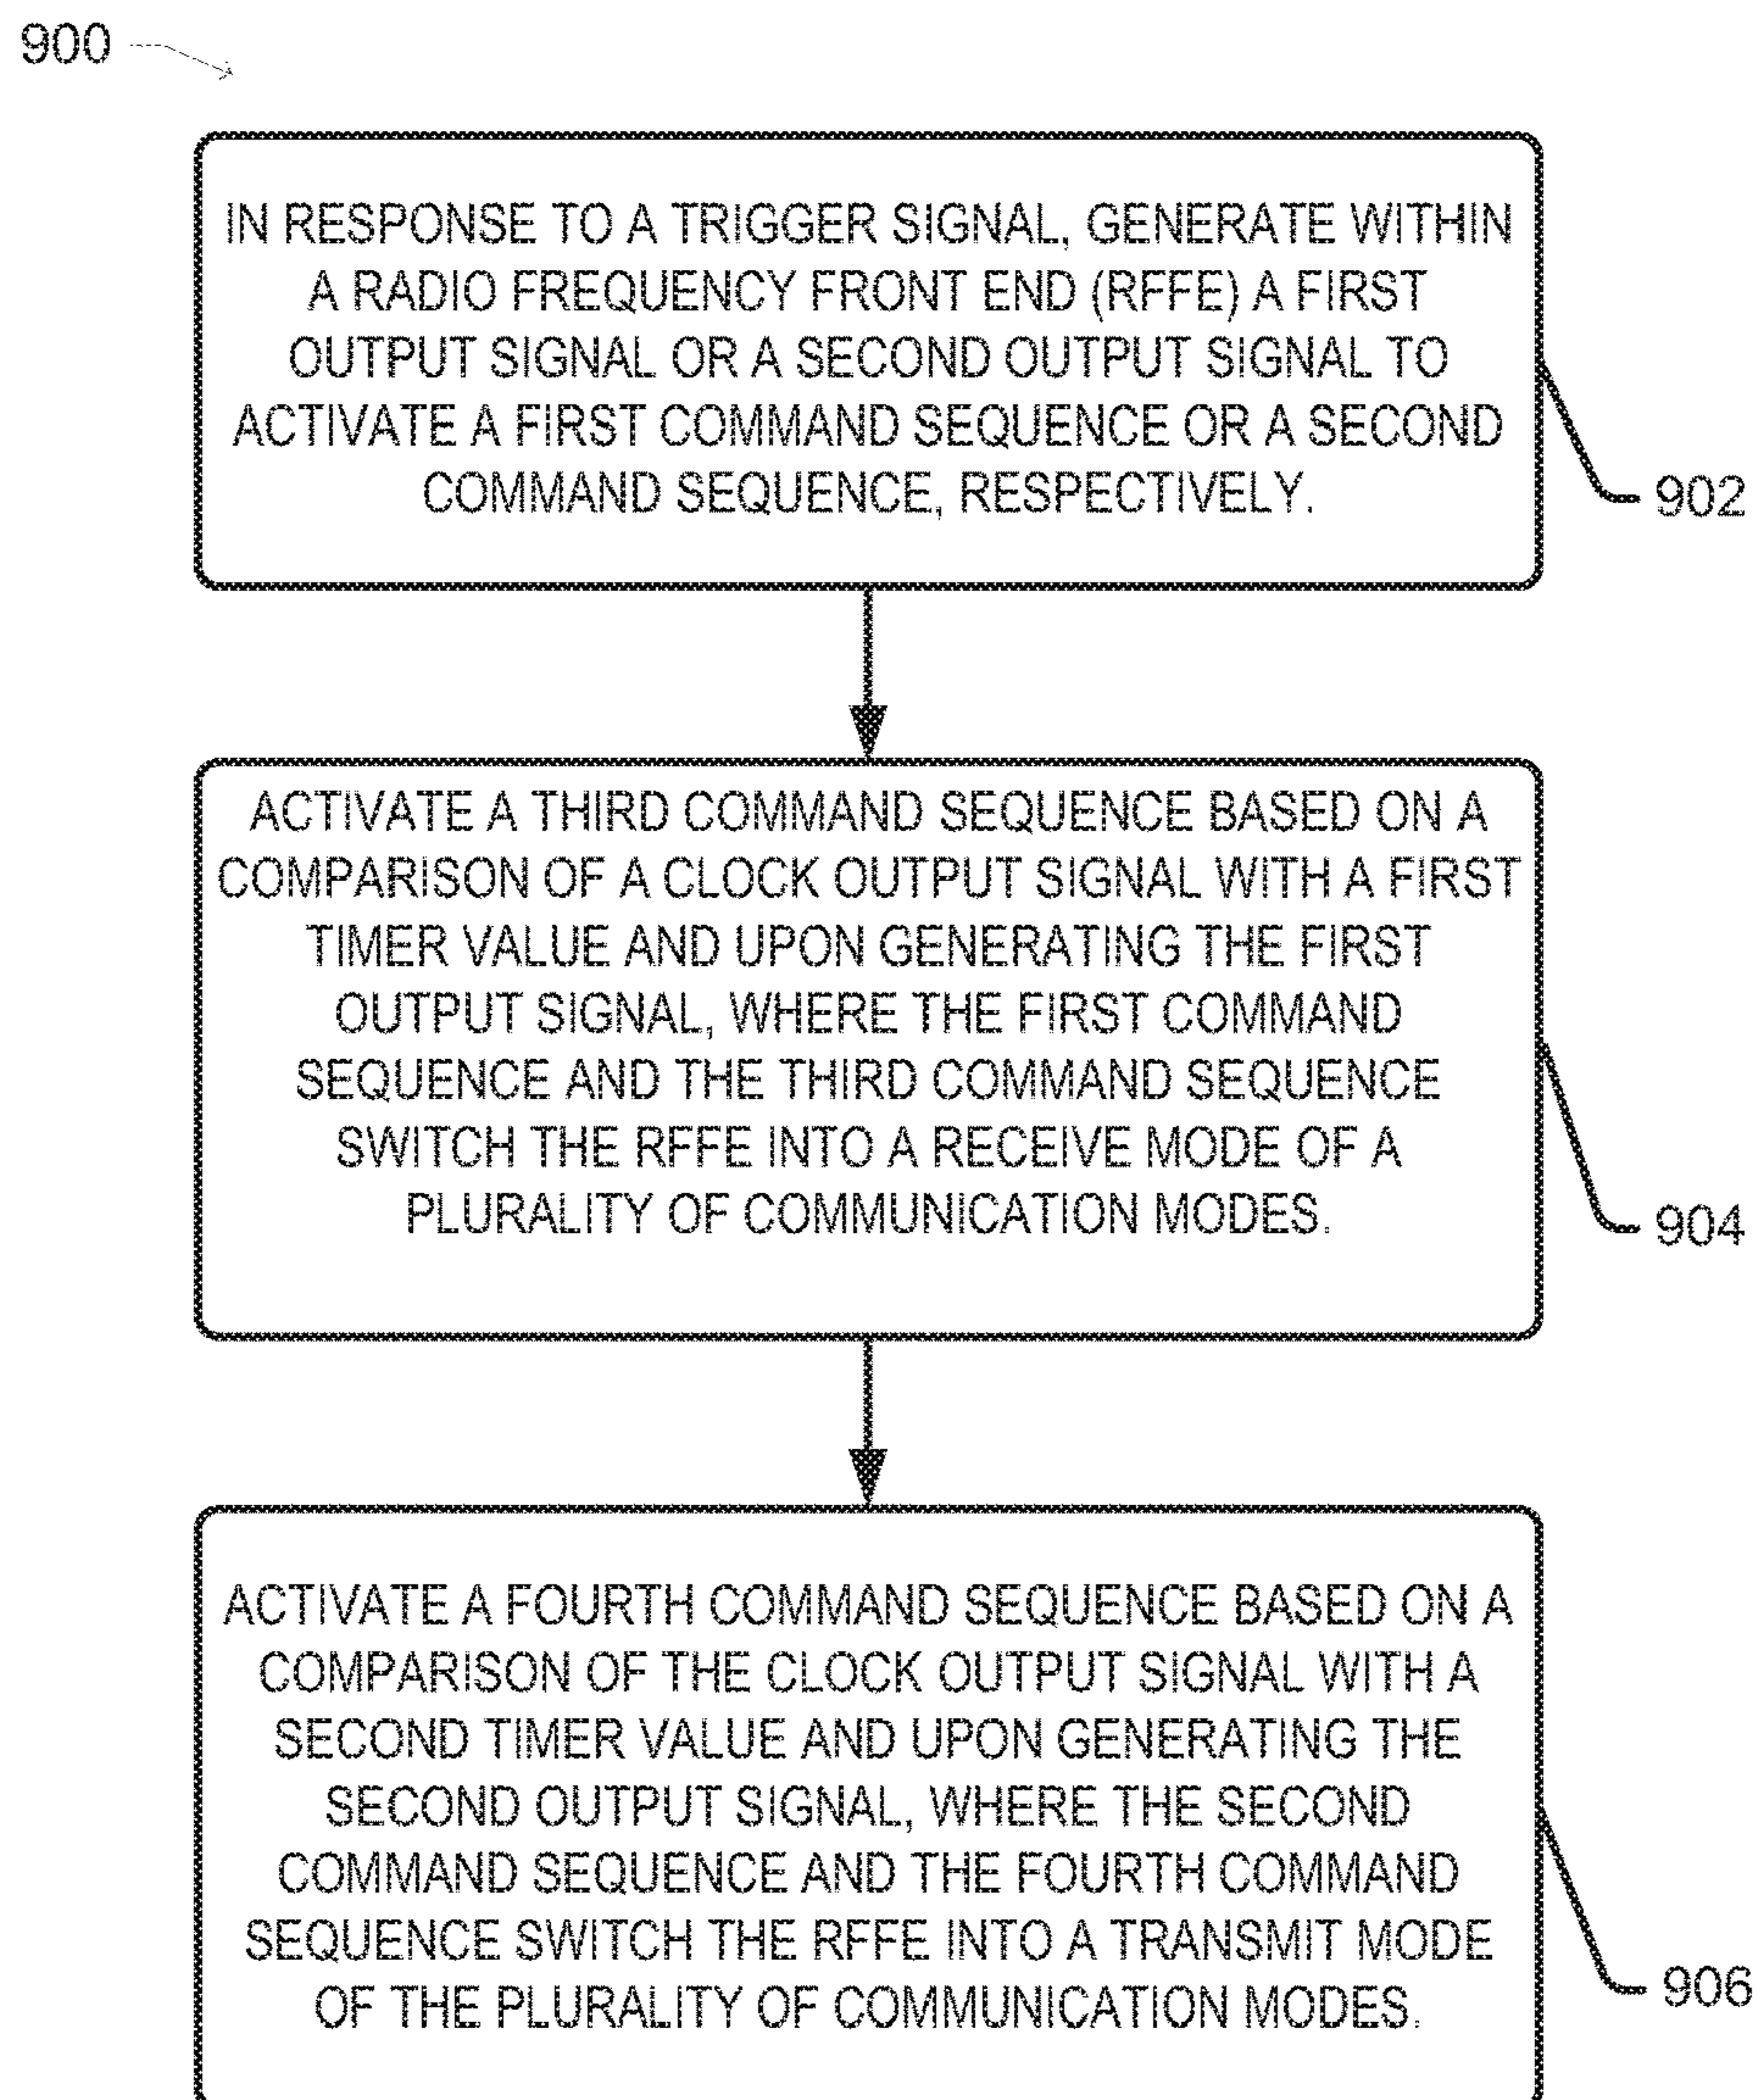 900
IN RESPONSE TO A TRIGGER SIGNAL, GENERATE WITHIN
A RADIO FREQUENCY FRONT END (RFFE) A FIRST
OUTPUT SIGNAL OR A SECOND OUTPUT SIGNAL TO
ACTIVATE A FIRST COMMAND SEQUENCE OR A SECOND
COMMAND SEQUENCE, RESPECTIVELY.
902
ACTIVATE A THIRD COMMAND SEQUENCE BASED ON A
COMPARISON OF A CLOCK OUTPUT SIGNAL WITH A FIRST
TIMER VALUE AND UPON GENERATING THE FIRST
OUTPUT SIGNAL, WHERE THE FIRST COMMAND
SEQUENCE AND THE THIRD COMMAND SEQUENCE
SWITCH THE RFFE INTO A RECEIVE MODE OF A
PLURALITY OF COMMUNICATION MODES.
904
ACTIVATE A FOURTH COMMAND SEQUENCE BASED ON A
COMPARISON OF THE CLOCK OUTPUT SIGNAL WITH A
SECOND TIMER VALUE AND UPON GENERATING THE
SECOND OUTPUT SIGNAL, WHERE THE SECOND
COMMAND SEQUENCE AND THE FOURTH COMMAND
SEQUENCE SWITCH THE RFFE INTO A TRANSMIT MODE
OF THE PLURALITY OF COMMUNICATION MODES.
906